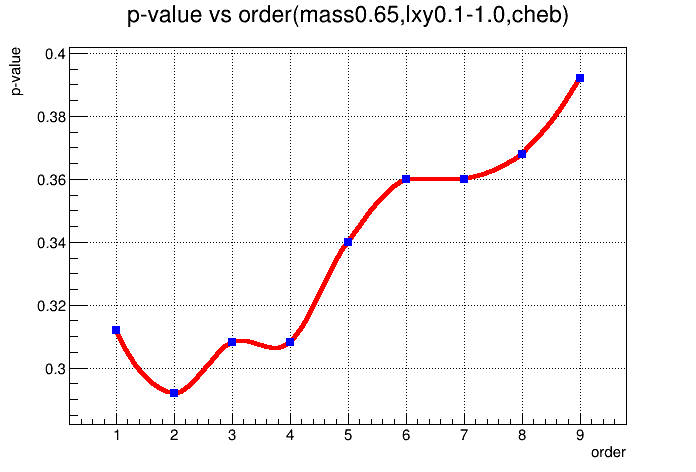 p-value vs order(mass0.65,lxy0.1-1.0,cheb)
p-value
0.4
0.38
0.36
0.34
0.32
0.3
1 2 3 4 5 6 7 8 9
order